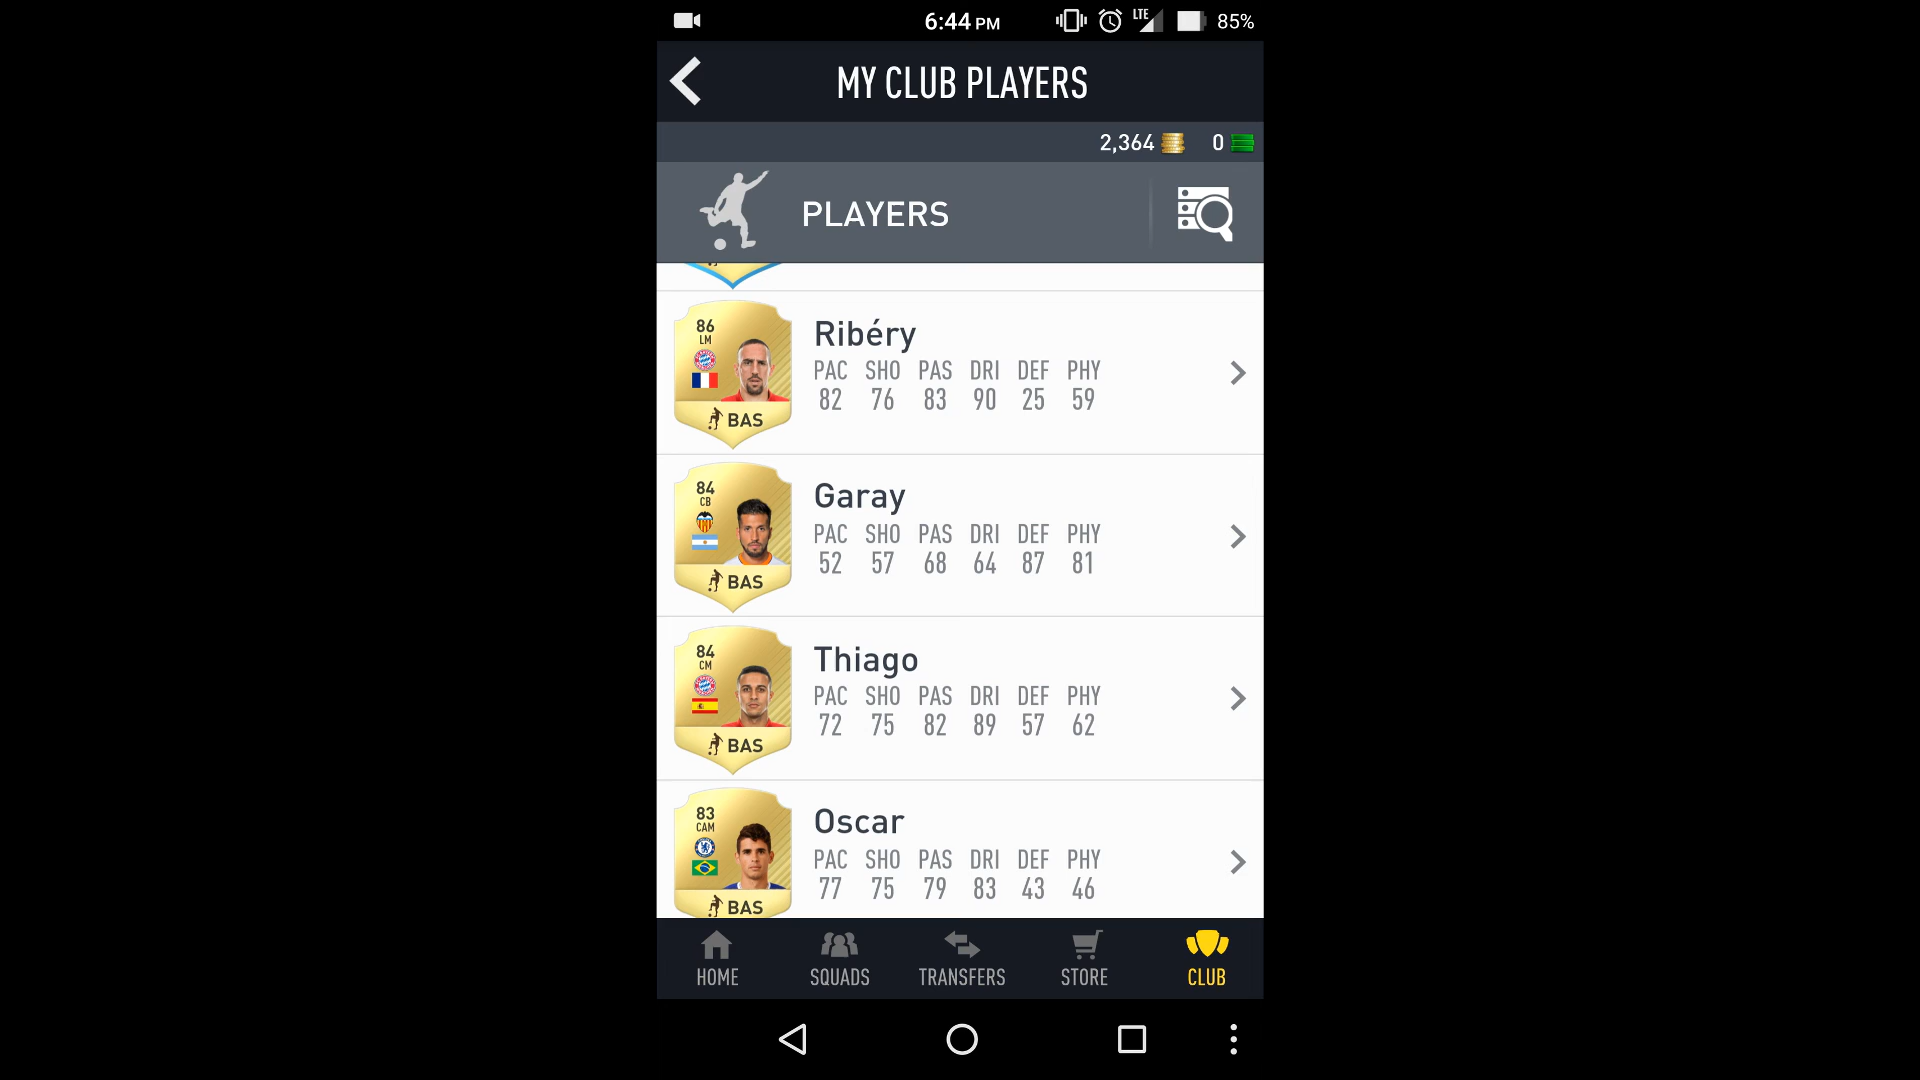 6:44 PM LTE 85%
MY CLUB PLAYERS
2,364 0
PLAYERS
86
LM
BAS
Ribéry
PAC SHO PAS DRI DEF PHY
82 76 83 90 25 59
84
CB
BAS
Garay
PAC SHO PAS DRI DEF PHY
52 57 68 64 87 81
84
CM
BAS
Thiago
PAC SHO PAS DRI DEF PHY
72 75 82 89 57 62
83
CAM
BAS
Oscar
PAC SHO PAS DRI DEF PHY
77 75 79 83 43 46
HOME SQUADS TRANSFERS STORE CLUB